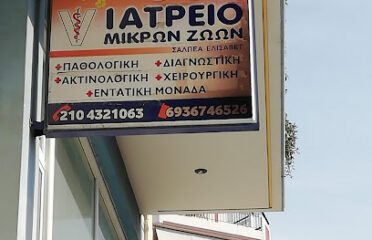 V ΙΑΤΡΕΙΟ
ΜΙΚΡΩΝ ΖΩΩΝ
ΣΑΛΠΕΑ ΕΛΙΣΑΒΕΤ
+ΠΑΘΟΛΟΓΙΚΗ +ΔΙΑΓΝΩΣΤΙΚΗ
+ΑΚΤΙΝΟΛΟΓΙΚΗ +ΧΕΙΡΟΥΡΓΙΚΗ
+ΕΝΤΑΤΙΚΗ ΜΟΝΑΔΑ
210 4321063 6936746526